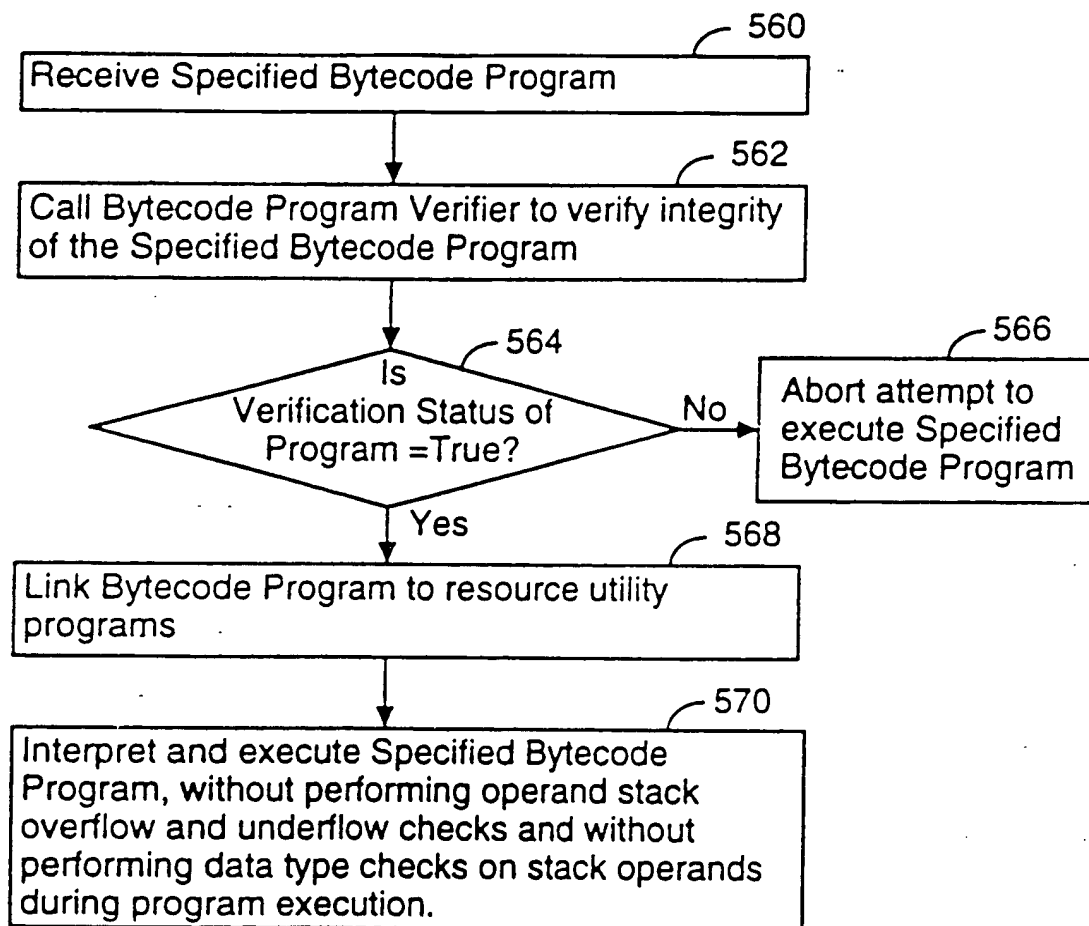 560
Receive Specified Bytecode Program
562
Call Bytecode Program Verifier to verify integrity
of the Specified Bytecode Program
564
Is
Verification Status of
Program =True?
No
566
Abort attempt to
execute Specified
Bytecode Program
Yes
568
Link Bytecode Program to resource utility
programs
570
Interpret and execute Specified Bytecode
Program, without performing operand stack
overflow and underflow checks and without
performing data type checks on stack operands
during program execution.